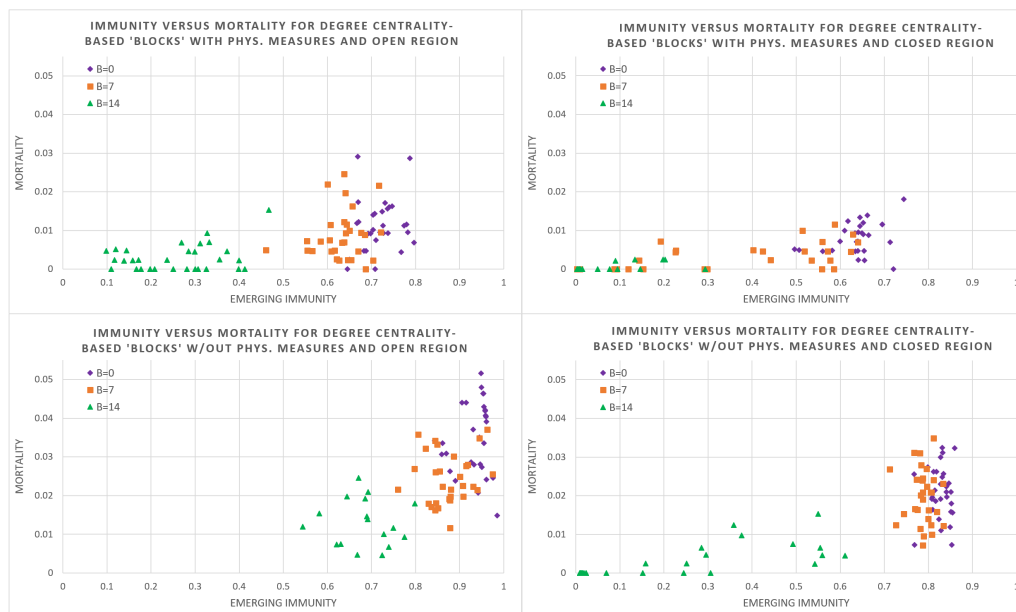 IMMUNITY VERSUS MORTALITY FOR DEGREE CENTRALITY-
BASED 'BLOCKS' WITH PHYS. MEASURES AND OPEN REGION
B=0
B=7
B=14
MORTALITY
0.05
0.04
0.03
0.02
0.01
0
0 0.1 0.2 0.3 0.4 0.5 0.6 0.7 0.8 0.9 1
EMERGING IMMUNITY
IMMUNITY VERSUS MORTALITY FOR DEGREE CENTRALITY-
BASED 'BLOCKS' WITH PHYS. MEASURES AND CLOSED REGION
B=0
B=7
B=14
MORTALITY
0.05
0.04
0.03
0.02
0.01
0
0 0.1 0.2 0.3 0.4 0.5 0.6 0.7 0.8 0.9 1
EMERGING IMMUNITY
IMMUNITY VERSUS MORTALITY FOR DEGREE CENTRALITY-
BASED 'BLOCKS' W/OUT PHYS. MEASURES AND OPEN REGION
B=0
B=7
B=14
MORTALITY
0.05
0.04
0.03
0.02
0.01
0
0 0.1 0.2 0.3 0.4 0.5 0.6 0.7 0.8 0.9 1
EMERGING IMMUNITY
IMMUNITY VERSUS MORTALITY FOR DEGREE CENTRALITY-
BASED 'BLOCKS' W/OUT PHYS. MEASURES AND CLOSED REGION
B=0
B=7
B=14
MORTALITY
0.05
0.04
0.03
0.02
0.01
0
0 0.1 0.2 0.3 0.4 0.5 0.6 0.7 0.8 0.9 1
EMERGING IMMUNITY